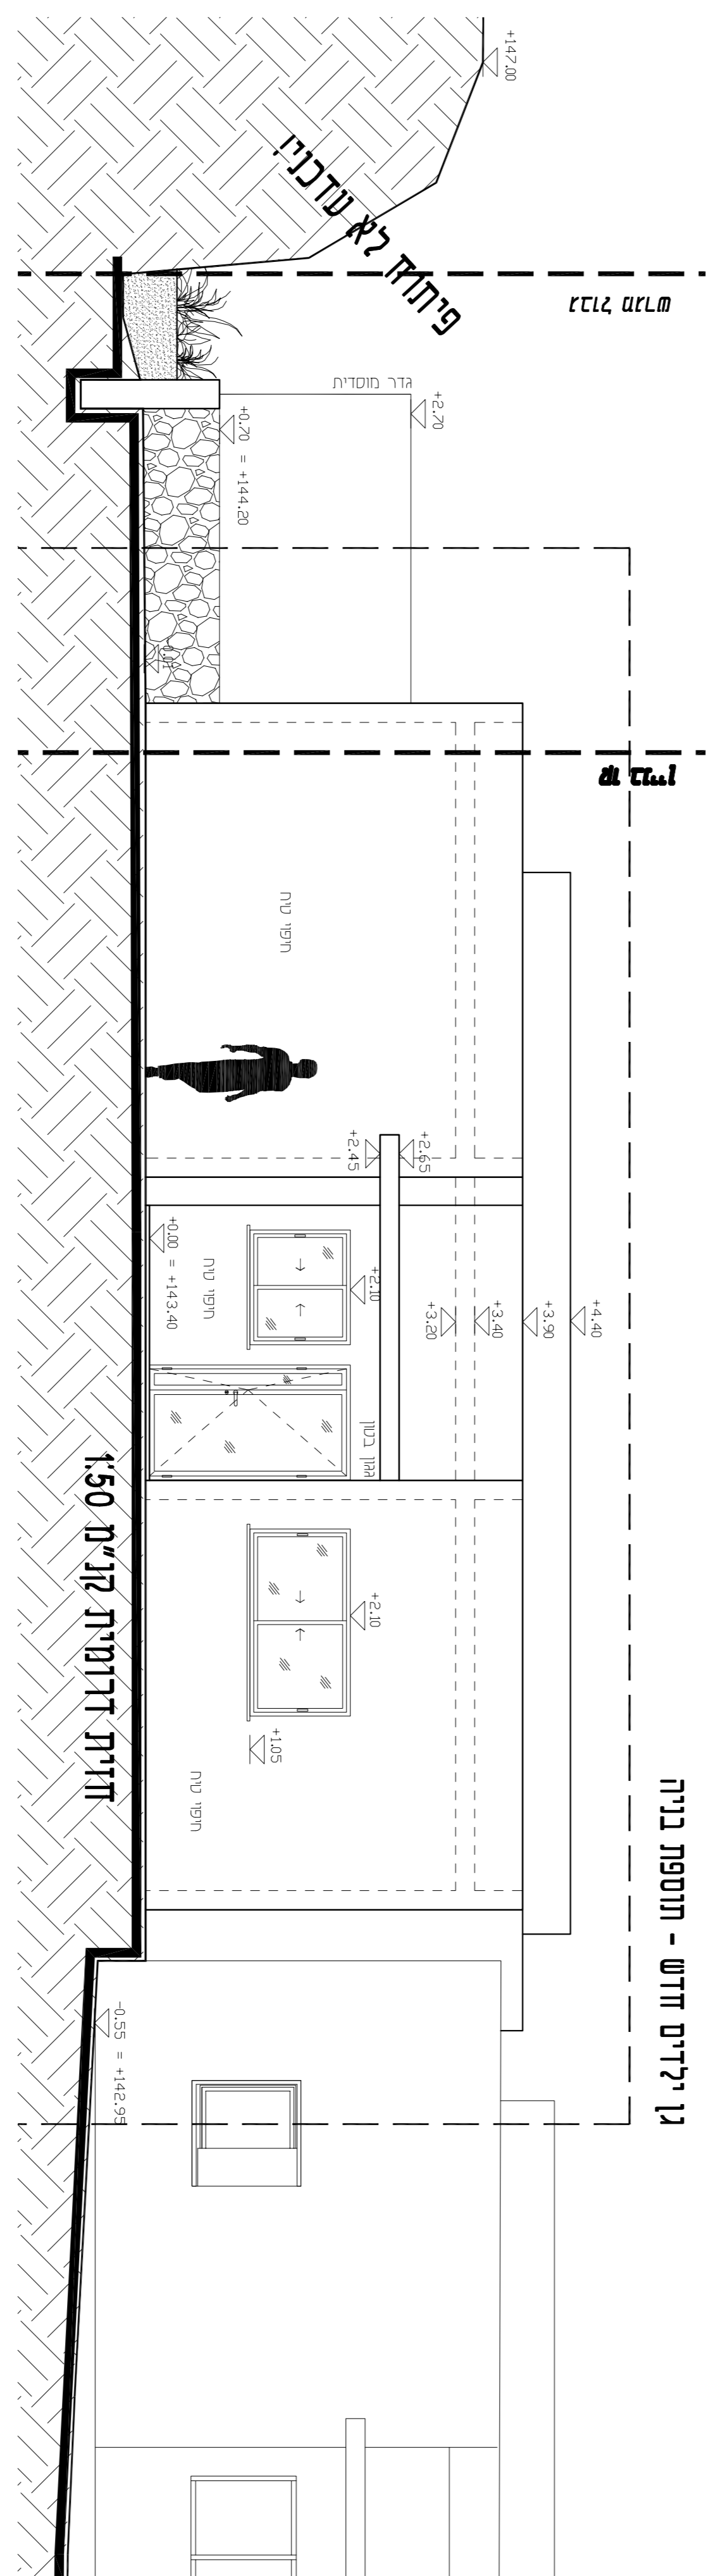 +147.00
פיתוח לא עדכני
גבול מגרש
גדר מוסדית
+2.70
+0.70 = +144.20
-0.01
קו בניין
חיפוי טיח
+2.65
+2.45
+0.00 = +143.40
חיפוי טיח
+2.10
+3.20
+3.40
+3.90
+4.40
גגון בטון
חזית דרומית קנ"מ 1:50
+2.10
+1.05
חיפוי טיח
גן ילדים חדש - תוספת בניה
-0.55 = +142.95